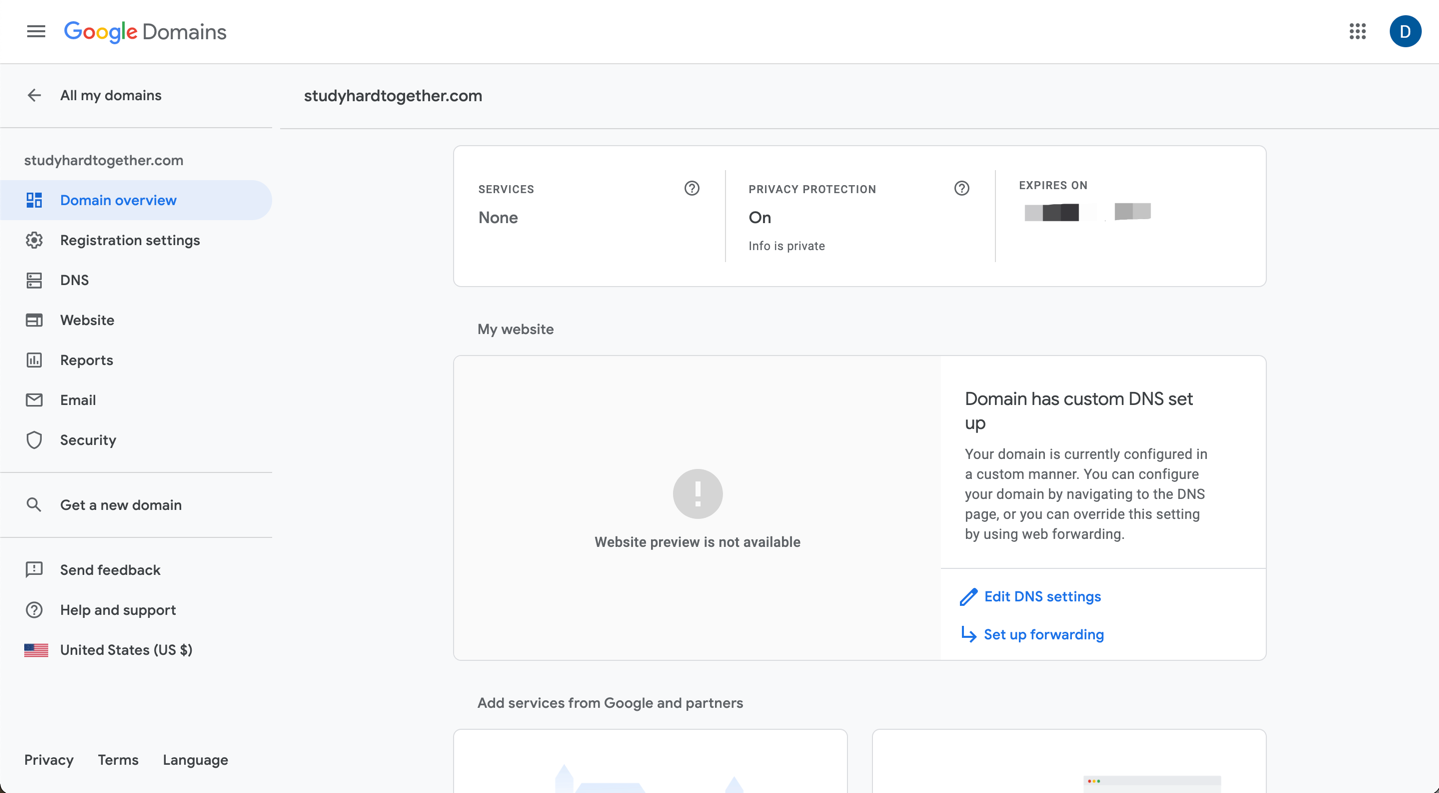 Google Domains
D
All my domains
studyhardtogether.com
studyhardtogether.com
Domain overview
Registration settings
DNS
Website
Reports
Email
Security
Get a new domain
Send feedback
Help and support
United States (US $)
Privacy Terms Language
SERVICES
None
PRIVACY PROTECTION
On
Info is private
EXPIRES ON
My website
Website preview is not available
Domain has custom DNS set
up
Your domain is currently configured in
a custom manner. You can configure
your domain by navigating to the DNS
page, or you can override this setting
by using web forwarding.
Edit DNS settings
Set up forwarding
Add services from Google and partners